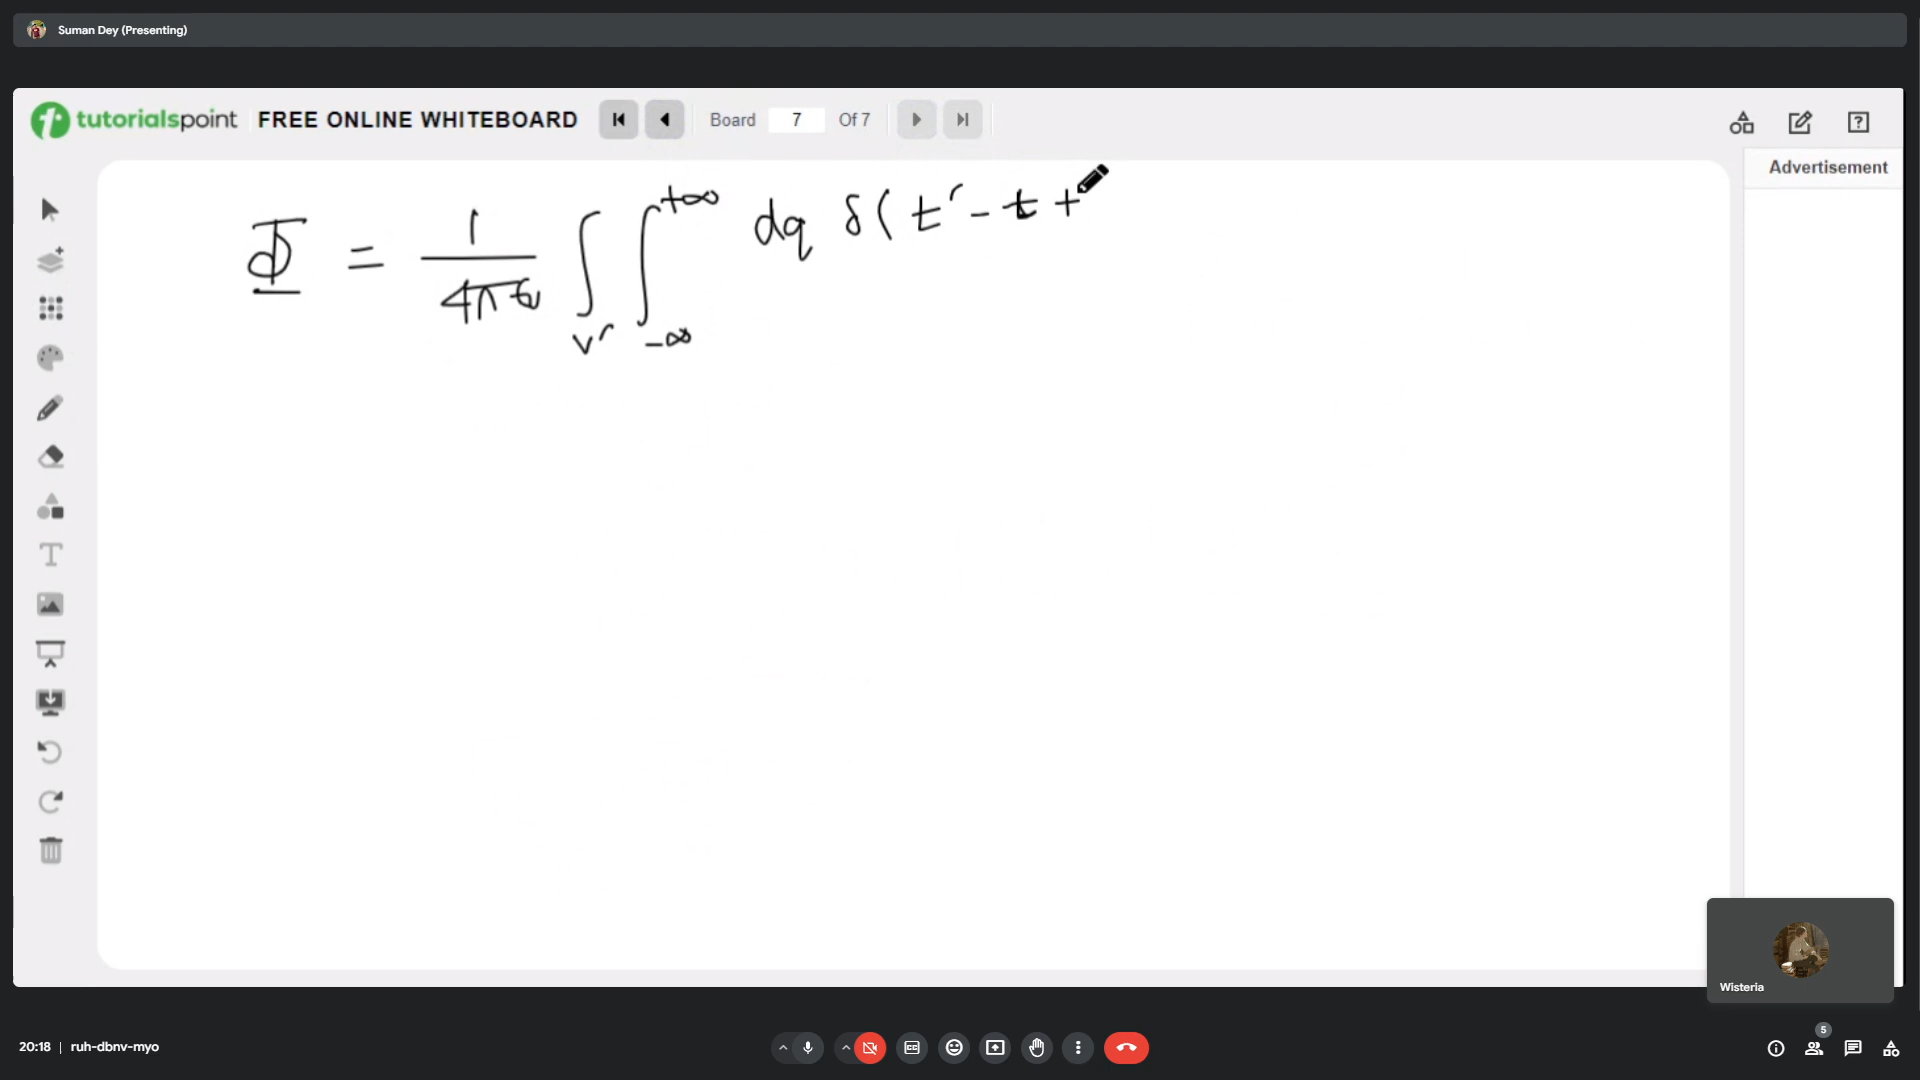 Suman Dey (Presenting)
tutorialspoint FREE ONLINE WHITEBOARD Board 7 Of 7
Advertisement
Φ = 1/4πε₀ ∫V′ ∫−∞+∞ dq δ(t′ − t +
Wisteria
20:18 | ruh-dbnv-myo
5